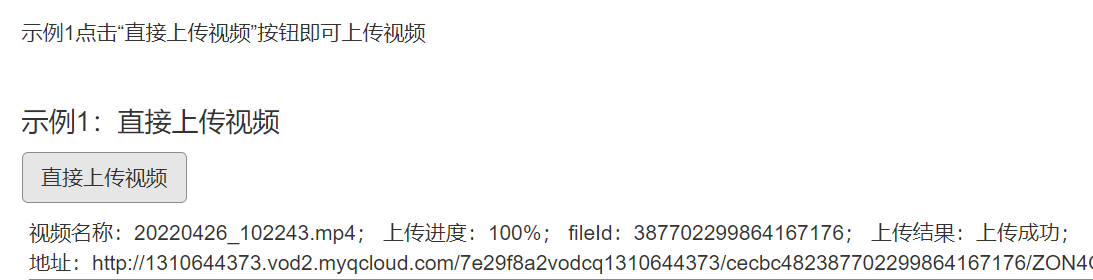 示例1点击“直接上传视频”按钮即可上传视频
示例1：直接上传视频
直接上传视频
视频名称：20220426_102243.mp4； 上传进度：100%； fileId：387702299864167176； 上传结果：上传成功；
地址：http://1310644373.vod2.myqcloud.com/7e29f8a2vodcq1310644373/cecbc482387702299864167176/ZON4